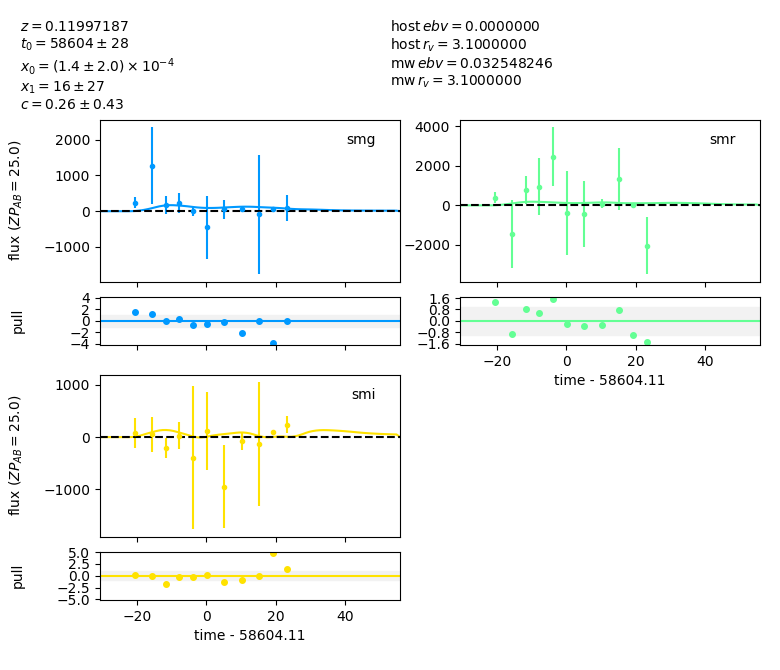 z = 0.11997187
t₀ = 58604 ± 28
x₀ = (1.4 ± 2.0) × 10⁻⁴
x₁ = 16 ± 27
c = 0.26 ± 0.43
host ebv = 0.0000000
host r_v = 3.1000000
mw ebv = 0.032548246
mw r_v = 3.1000000
smg
flux (ZP_AB = 25.0)
2000
1000
0
−1000
smr
4000
2000
0
−2000
pull
4
2
0
−2
−4
1.6
0.8
0.0
−0.8
−1.6
−20
0
20
40
time - 58604.11
smi
flux (ZP_AB = 25.0)
1000
0
−1000
pull
5.0
2.5
0.0
−2.5
−5.0
−20
0
20
40
time - 58604.11